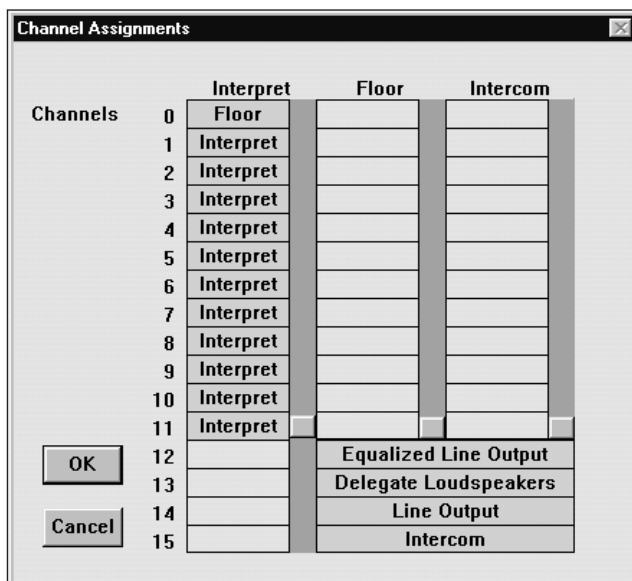 Channel Assignments
Interpret Floor Intercom
Channels 0 Floor
1 Interpret
2 Interpret
3 Interpret
4 Interpret
5 Interpret
6 Interpret
7 Interpret
8 Interpret
9 Interpret
10 Interpret
11 Interpret
12 Equalized Line Output
13 Delegate Loudspeakers
14 Line Output
15 Intercom
OK
Cancel